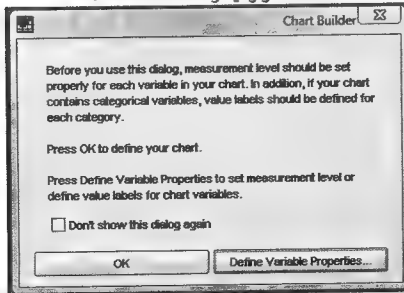 Chart Builder
Before you use this dialog, measurement level should be set
properly for each variable in your chart. In addition, if your chart
contains categorical variables, value labels should be defined for
each category.
Press OK to define your chart.
Press Define Variable Properties to set measurement level or
define value labels for chart variables.
Don't show this dialog again
OK
Define Variable Properties...